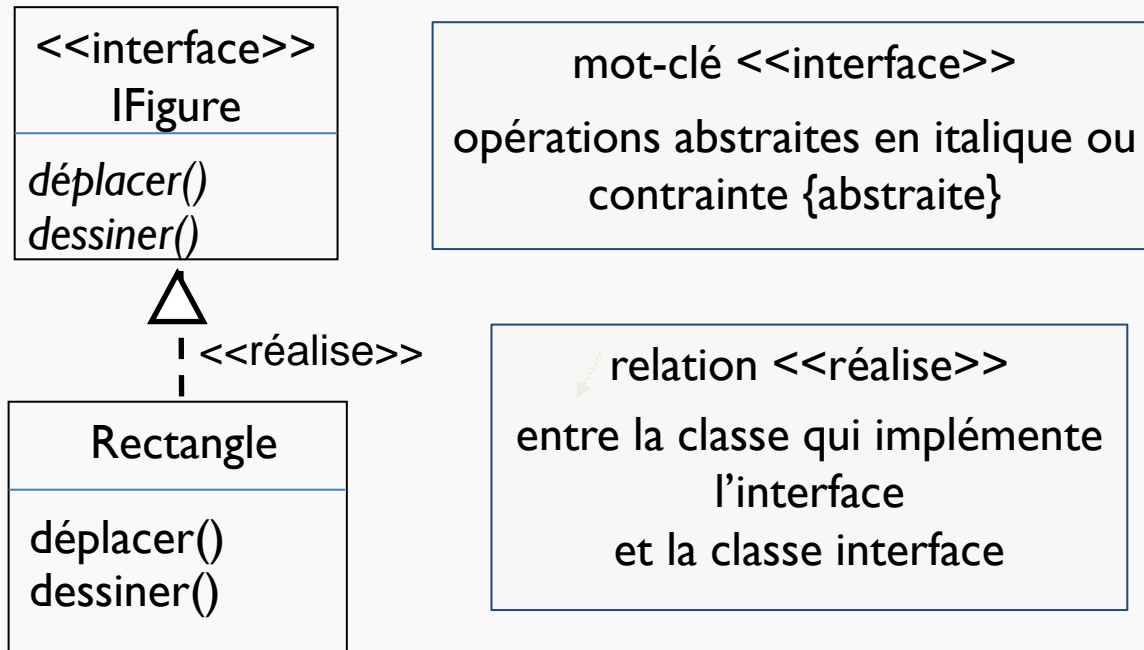 <<interface>>
IFigure
déplacer()
dessiner()
<<réalise>>
Rectangle
déplacer()
dessiner()
mot-clé <<interface>>
opérations abstraites en italique ou
contrainte {abstraite}
relation <<réalise>>
entre la classe qui implémente
l’interface
et la classe interface